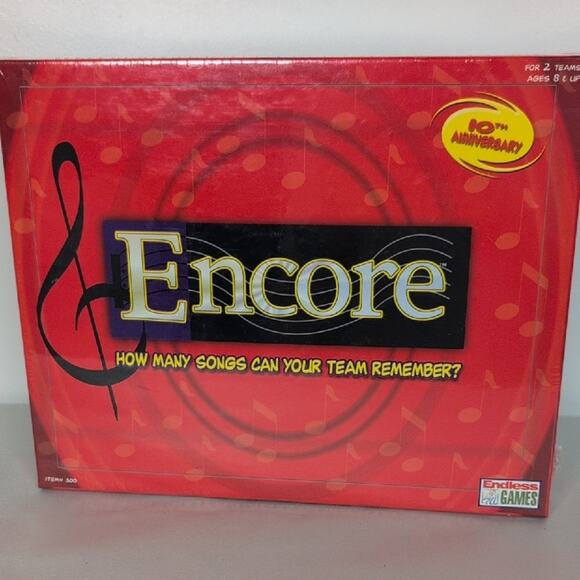 FOR 2 TEAMS
AGES 8 & UP
10TH
ANNIVERSARY
Encore™
HOW MANY SONGS CAN YOUR TEAM REMEMBER?
ITEM# 300
Endless
GAMES